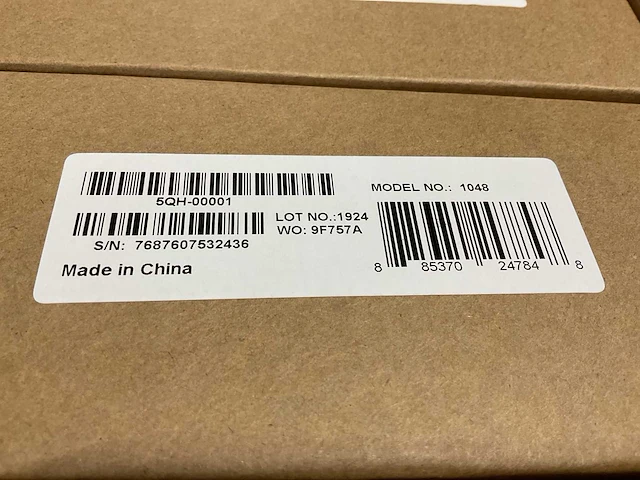 5QH-00001
S/N: 7687607532436
Made in China
LOT NO.:1924
WO: 9F757A
MODEL NO.: 1048
8 85370 24784 8